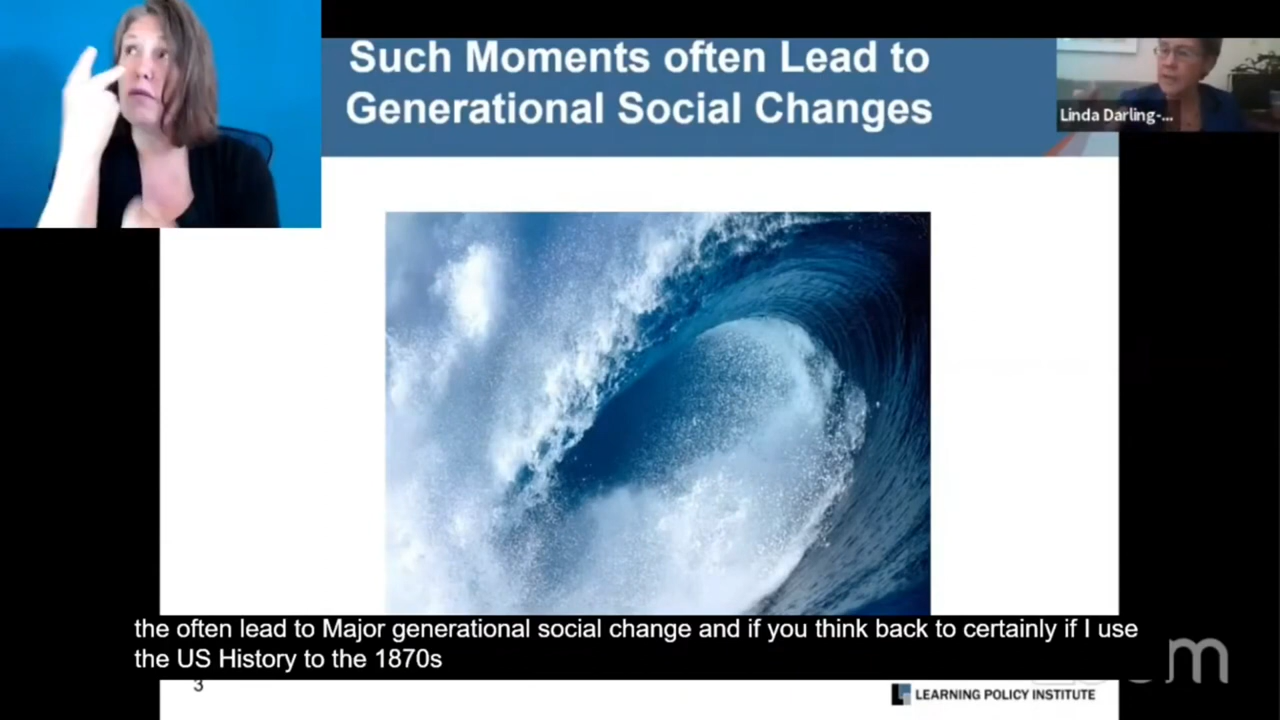 Such Moments often Lead to
Generational Social Changes
Linda Darling-...
the often lead to Major generational social change and if you think back to certainly if I use
the US History to the 1870s
3
LEARNING POLICY INSTITUTE